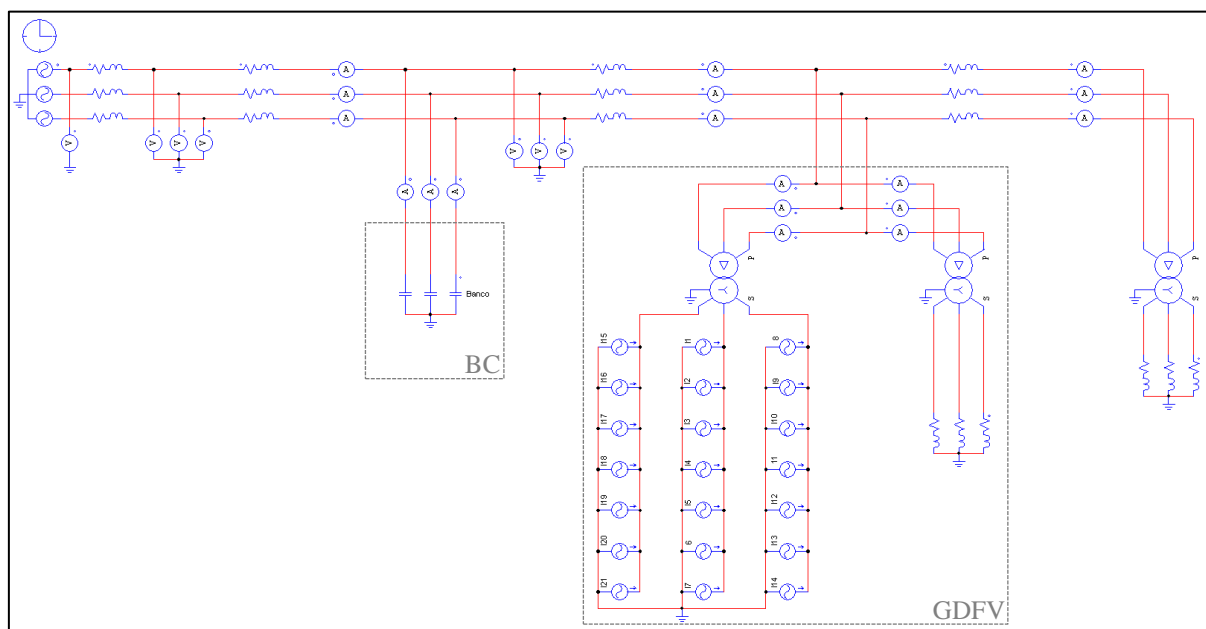 A A A
A A A
A A A
V V V V
V V V
A A
A A A A A
A A
P P P
S S S
Banco
BC
I15 I1 8
I16 I2 I9
I17 I3 I10
I18 I4 I11
I19 I5 I12
I20 I6 I13
I21 I7 I14
GDFV